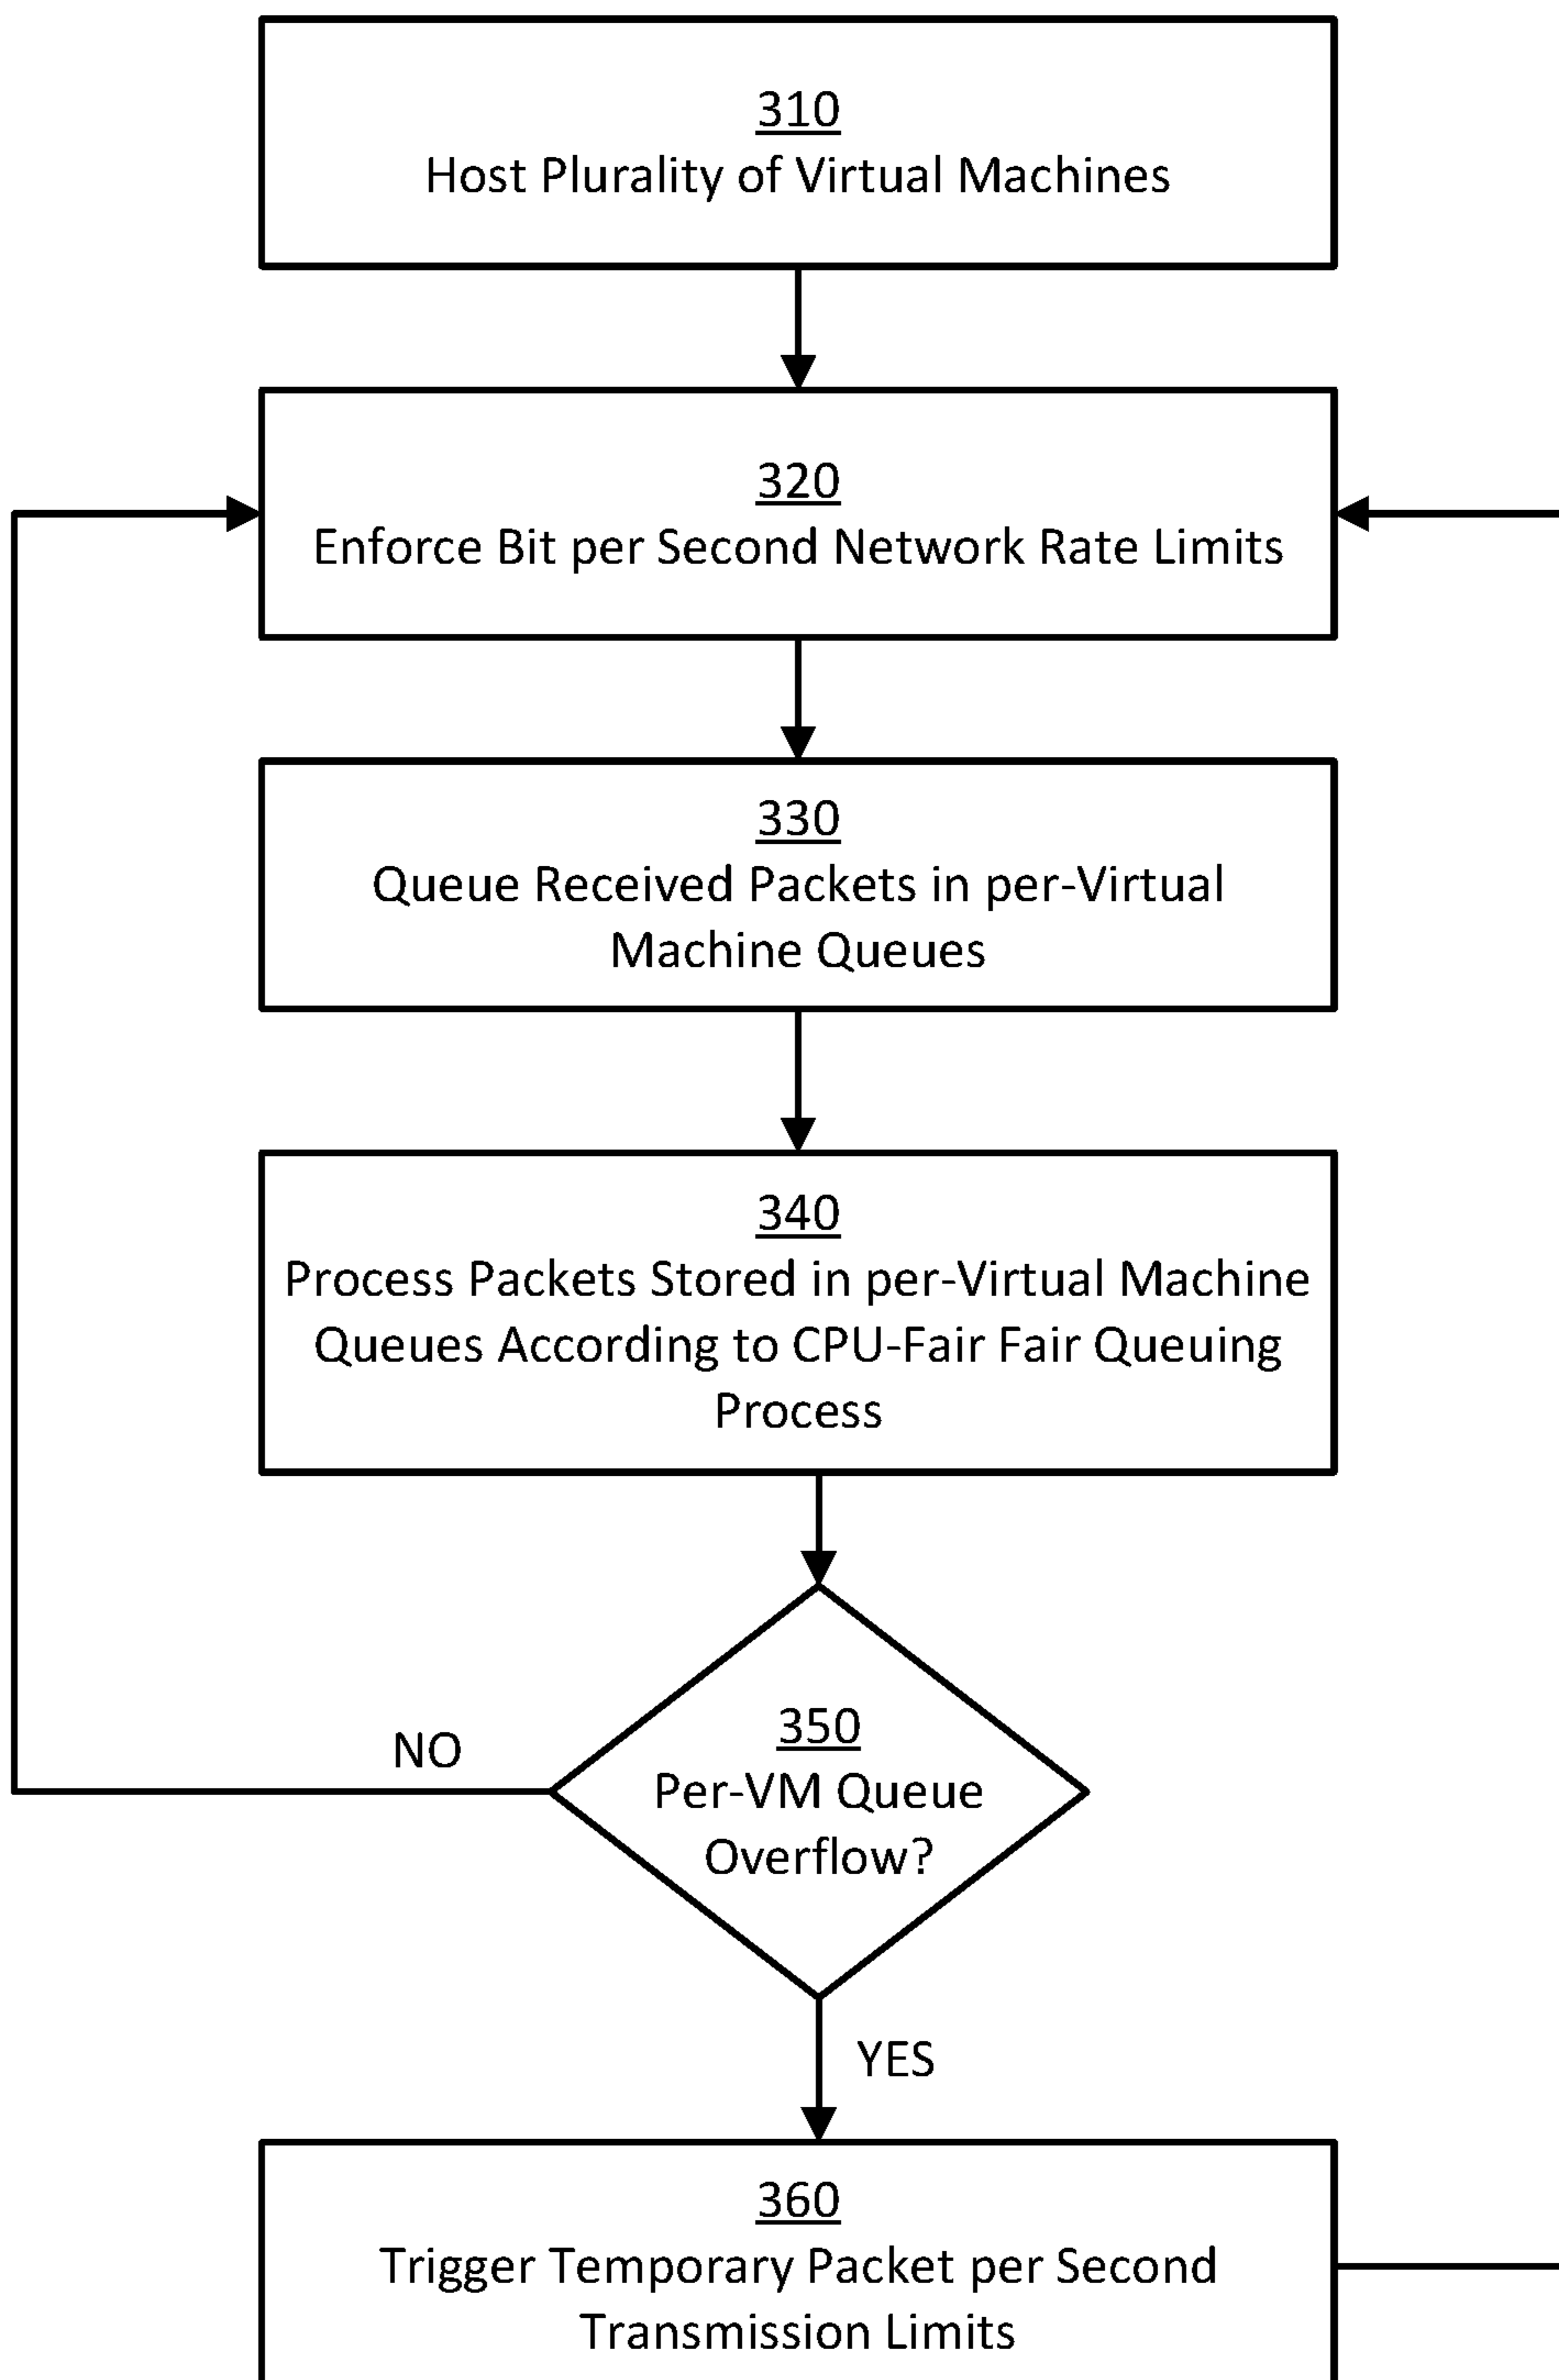 310
Host Plurality of Virtual Machines
320
Enforce Bit per Second Network Rate Limits
330
Queue Received Packets in per-Virtual
Machine Queues
340
Process Packets Stored in per-Virtual Machine
Queues According to CPU-Fair Fair Queuing
Process
350
Per-VM Queue
Overflow?
NO
YES
360
Trigger Temporary Packet per Second
Transmission Limits